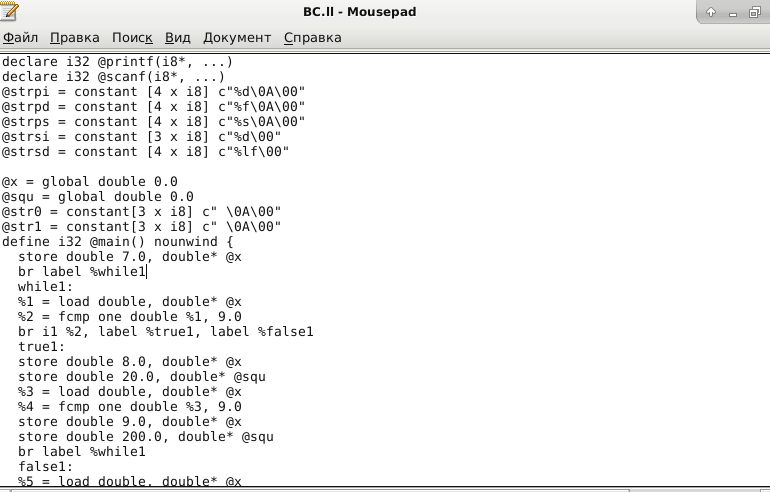 BC.ll - Mousepad
Файл Правка Поиск Вид Документ Справка
declare i32 @printf(i8*, ...)
declare i32 @scanf(i8*, ...)
@strpi = constant [4 x i8] c"%d\0A\00"
@strpd = constant [4 x i8] c"%f\0A\00"
@strps = constant [4 x i8] c"%s\0A\00"
@strsi = constant [3 x i8] c"%d\00"
@strsd = constant [4 x i8] c"%lf\00"
@x = global double 0.0
@squ = global double 0.0
@str0 = constant[3 x i8] c" \0A\00"
@str1 = constant[3 x i8] c" \0A\00"
define i32 @main() nounwind {
  store double 7.0, double* @x
  br label %while1
  while1:
  %1 = load double, double* @x
  %2 = fcmp one double %1, 9.0
  br i1 %2, label %true1, label %false1
  true1:
  store double 8.0, double* @x
  store double 20.0, double* @squ
  %3 = load double, double* @x
  %4 = fcmp one double %3, 9.0
  store double 9.0, double* @x
  store double 200.0, double* @squ
  br label %while1
  false1:
  %5 = load double, double* @x